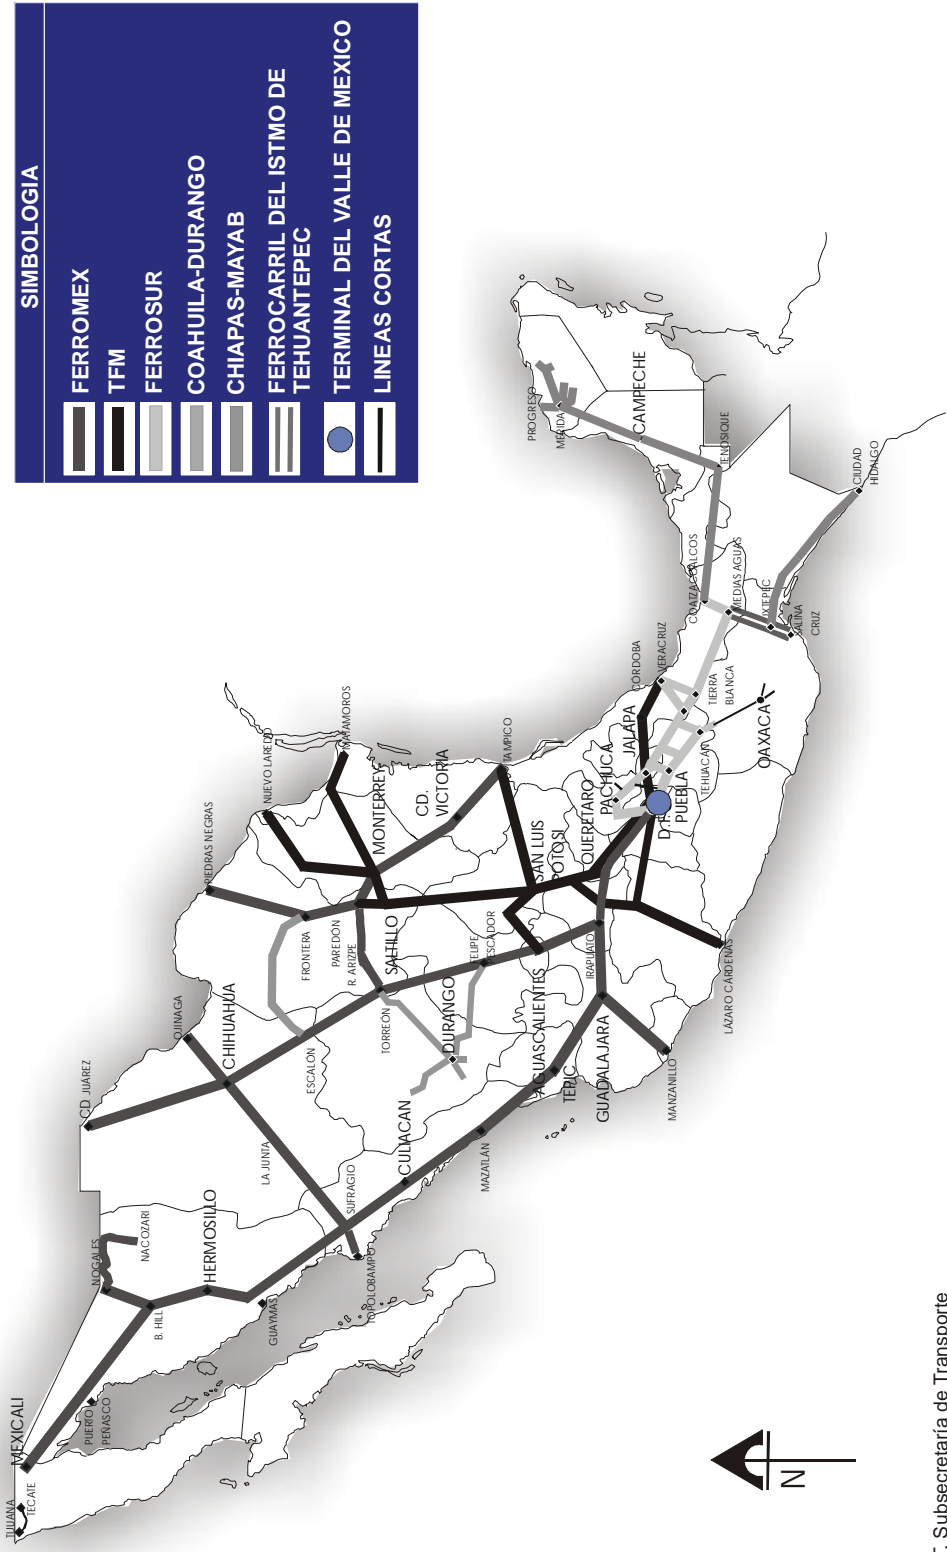 SIMBOLOGIA
FERROMEX
TFM
FERROSUR
COAHUILA-DURANGO
CHIAPAS-MAYAB
FERROCARRIL DEL ISTMO DE
TEHUANTEPEC
TERMINAL DEL VALLE DE MEXICO
LINEAS CORTAS
TIJUANA
TECATE
MEXICALI
PUERTO
PEÑASCO
NOGALES
NACOZARI
B. HILL
HERMOSILLO
GUAYMAS
CD JUÁREZ
OJINAGA
CHIHUAHUA
LA JUNTA
SUFRAGIO
TOPOLOBAMPO
CULIACAN
MAZATLÁN
ESCALÓN
TORREÓN
DURANGO
FELIPE
PESCADOR
PIEDRAS NEGRAS
FRONTERA
PAREDÓN
R. ARIZPE
SALTILLO
NUEVO LAREDO
MATAMOROS
MONTERREY
CD.
VICTORIA
TAMPICO
SAN LUIS
POTOSI
AGUASCALIENTES
TEPIC
GUADALAJARA
MANZANILLO
IRAPUATO
LÁZARO CÁRDENAS
QUERETARO
PACHUCA
JALAPA
D.F.
PUEBLA
CÓRDOBA
VERACRUZ
TEHUACÁN
TIERRA
BLANCA
OAXACA
COATZACOALCOS
MEDIAS AGUAS
IXTEPEC
SALINA
CRUZ
TENOSIQUE
CIUDAD
HIDALGO
CAMPECHE
MÉRIDA
PROGRESO
N
T. Subsecretaría de Transporte